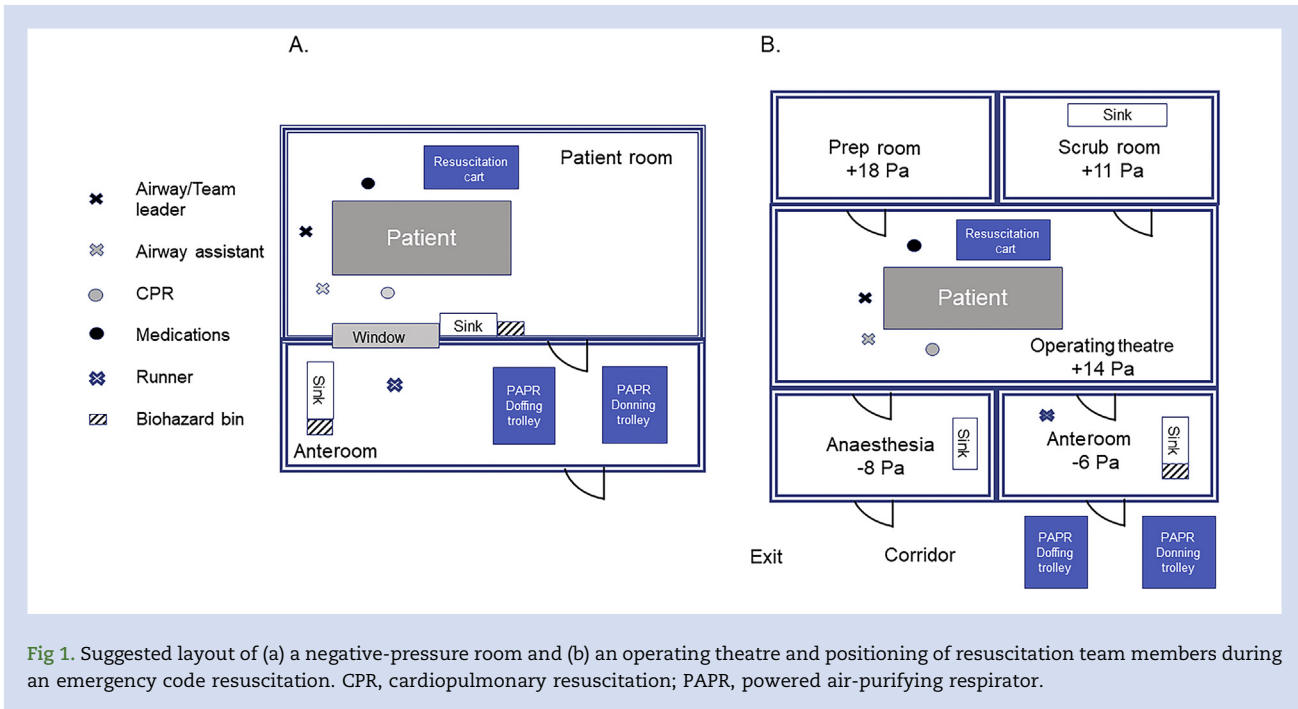 A.
B.
Airway/Team
leader
Airway assistant
CPR
Medications
Runner
Biohazard bin
Resuscitation
cart
Patient room
Patient
Window
Sink
Sink
PAPR
Doffing
trolley
PAPR
Donning
trolley
Anteroom
Prep room
+18 Pa
Sink
Scrub room
+11 Pa
Resuscitation
cart
Patient
Operating theatre
+14 Pa
Anaesthesia
-8 Pa
Sink
Anteroom
-6 Pa
Sink
Exit
Corridor
PAPR
Doffing
trolley
PAPR
Donning
trolley
Fig 1. Suggested layout of (a) a negative-pressure room and (b) an operating theatre and positioning of resuscitation team members during
an emergency code resuscitation. CPR, cardiopulmonary resuscitation; PAPR, powered air-purifying respirator.